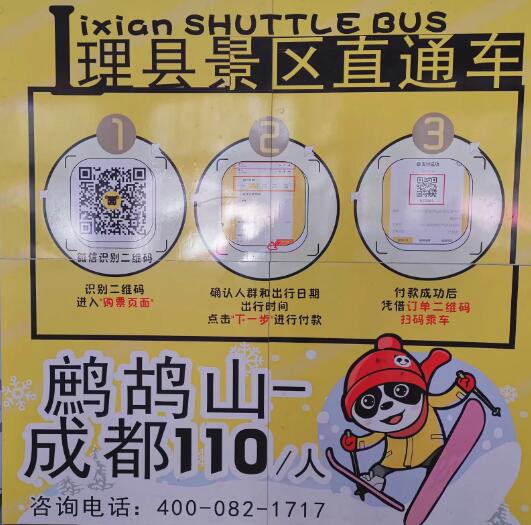 Lixian SHUTTLE BUS
理县景区直通车
1
2
3
微信识别二维码
识别二维码
进入"购票页面"
确认人群和出行日期
出行时间
点击"下一步"进行付款
付款成功后
凭借订单二维码
扫码乘车
鹧鸪山-
成都110/人
咨询电话：400-082-1717